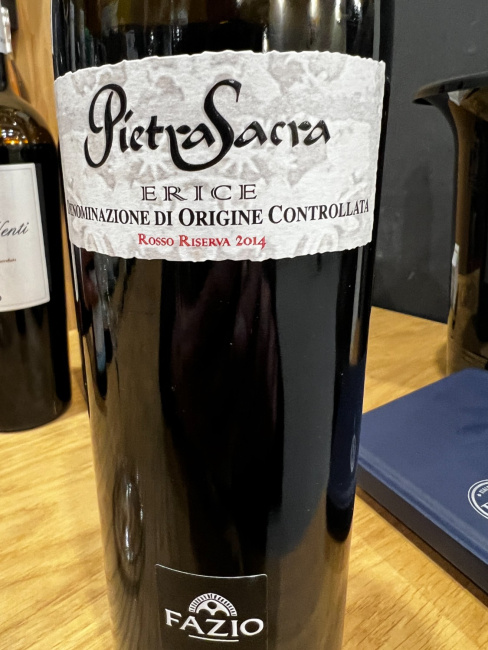 PietraSacra
ERICE
DENOMINAZIONE DI ORIGINE CONTROLLATA
ROSSO RISERVA 2014
FAZIO